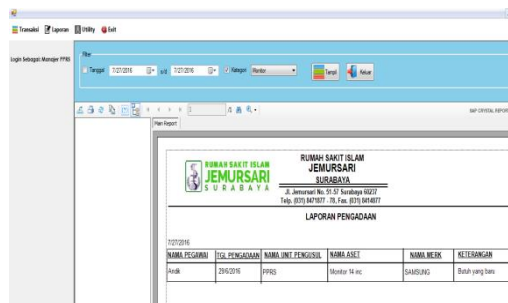 Transaksi Laporan Utility Exit
Login Sebagai Manajer PPRS
Filter
Tanggal 7/27/2016 s/d 7/27/2016 Kategori Monitor Tampil Keluar
SAP CRYSTAL REPORTS
Main Report
RUMAH SAKIT ISLAM
JEMURSARI
SURABAYA
RUMAH SAKIT ISLAM
JEMURSARI
SURABAYA
Jl. Jemursari No. 51-57 Surabaya 60237
Telp. (031) 8471877 - 78, Fax. (031) 8414877
LAPORAN PENGADAAN
7/27/2016
NAMA PEGAWAI TGL PENGADAAN NAMA UNIT PENGUSUL NAMA ASET NAMA MERK KETERANGAN
Andik 29/6/2016 PPRS Monitor 14 inc SAMSUNG Butuh yang baru